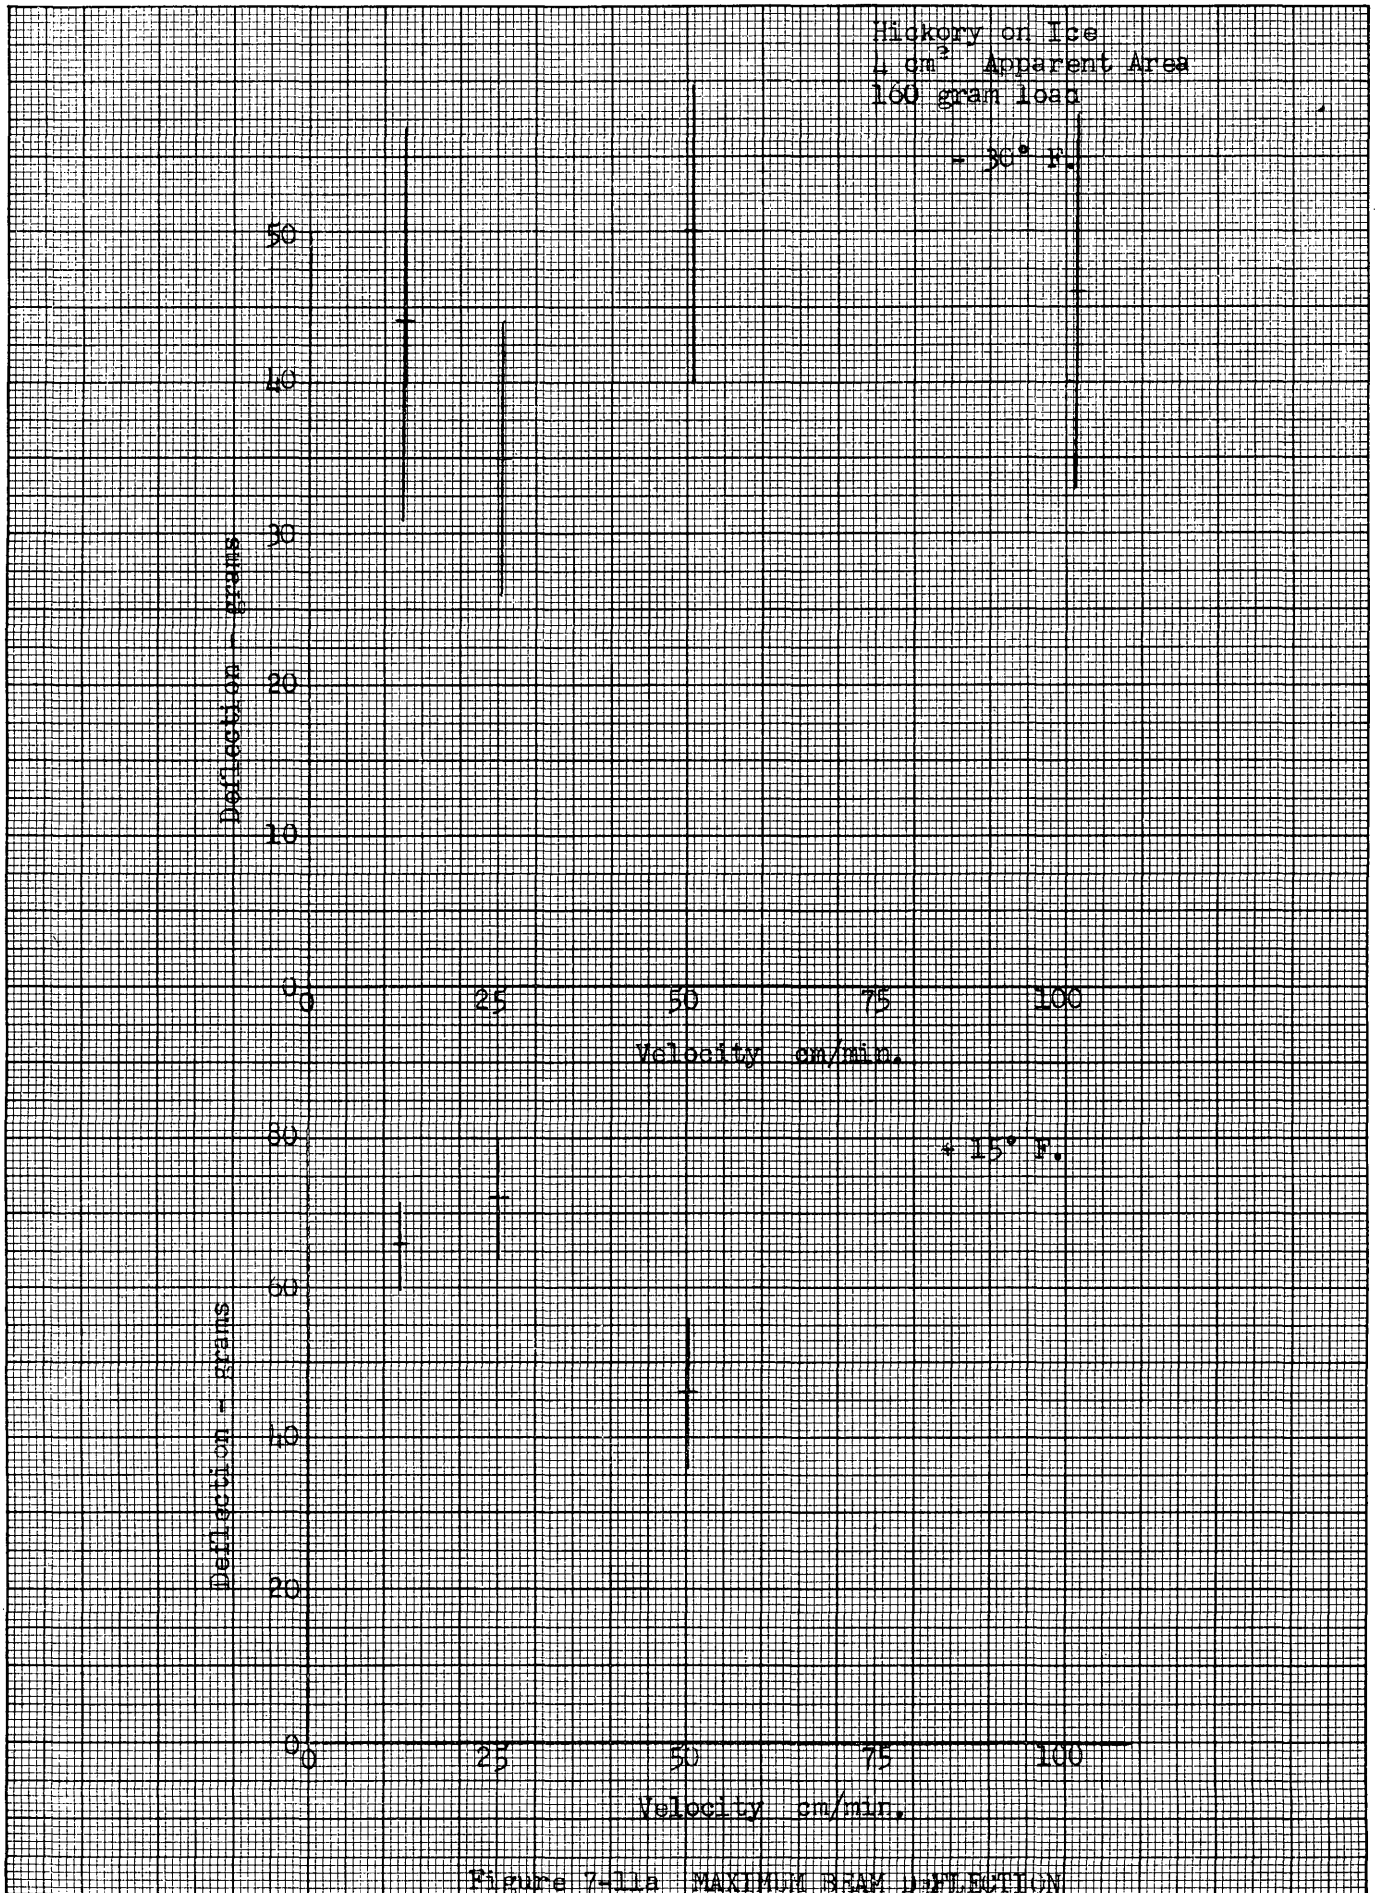 Hickory on Ice
4 cm² Apparent Area
160 gram load
- 30° F.
50
40
30
20
10
0
Deflection - grams
0 25 50 75 100
Velocity cm/min.
+ 15° F.
80
60
40
20
0
Deflection - grams
0 25 50 75 100
Velocity cm/min.
Figure 7-11a MAXIMUM BEAM DEFLECTION